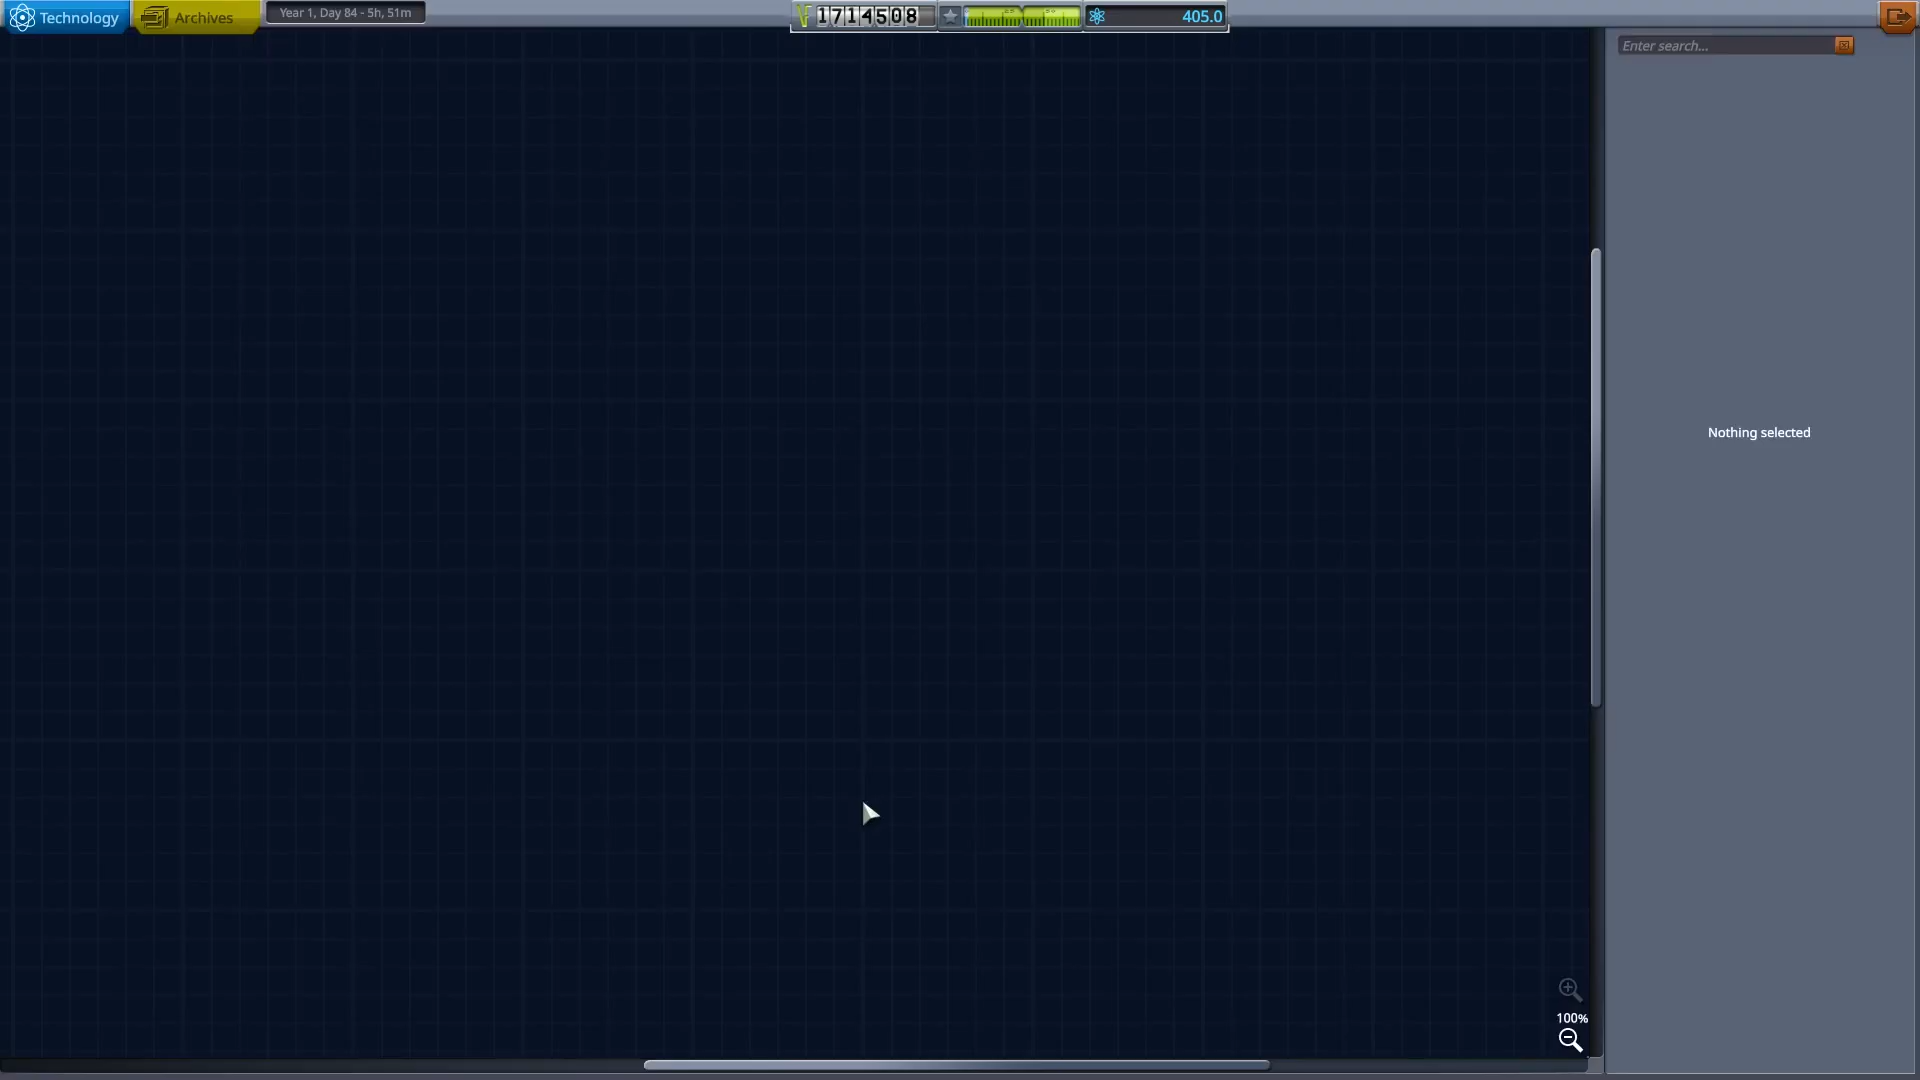 Technology
Archives
Year 1, Day 84 - 5h, 51m
1714508
405.0
Enter search...
Nothing selected
100%